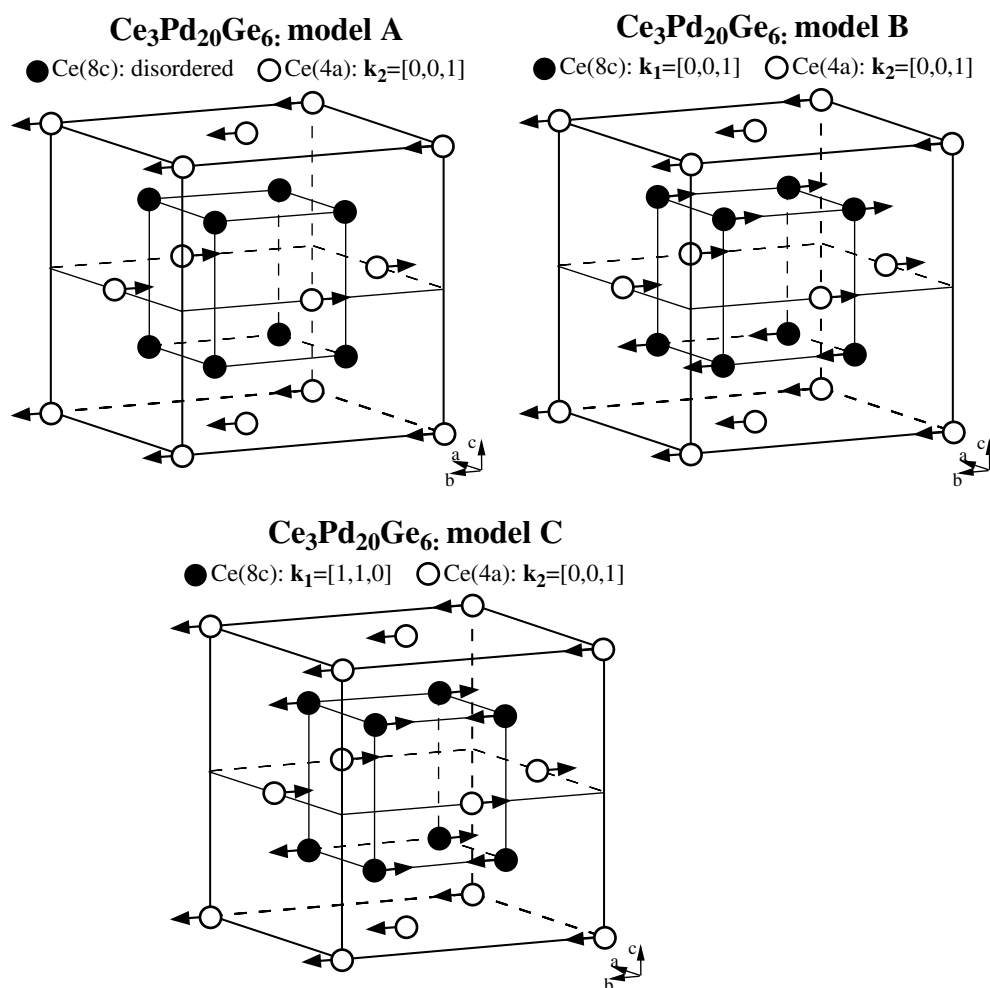 Ce3Pd20Ge6: model A
Ce(8c): disordered Ce(4a): k2=[0,0,1]
c
a
b
Ce3Pd20Ge6: model B
Ce(8c): k1=[0,0,1] Ce(4a): k2=[0,0,1]
c
a
b
Ce3Pd20Ge6: model C
Ce(8c): k1=[1,1,0] Ce(4a): k2=[0,0,1]
c
a
b